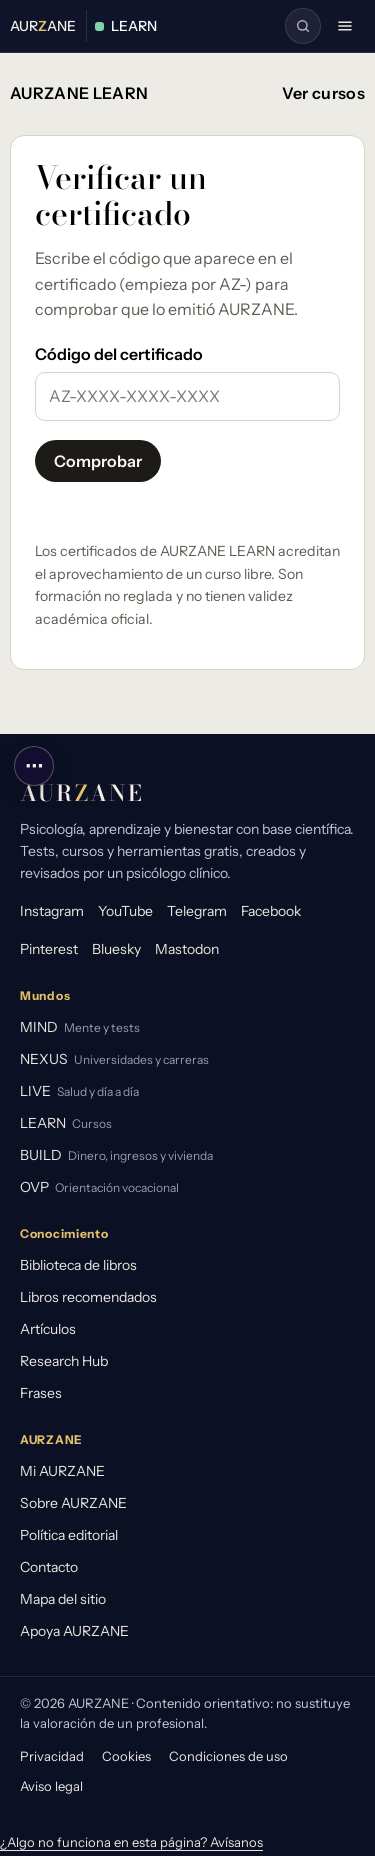 AURZANE LEARN
AURZANE LEARN Ver cursos
Verificar un
certificado
Escribe el código que aparece en el
certificado (empieza por AZ-) para
comprobar que lo emitió AURZANE.
Código del certificado
AZ-XXXX-XXXX-XXXX
Comprobar
Los certificados de AURZANE LEARN acreditan
el aprovechamiento de un curso libre. Son
formación no reglada y no tienen validez
académica oficial.
AURZANE
Psicología, aprendizaje y bienestar con base científica.
Tests, cursos y herramientas gratis, creados y
revisados por un psicólogo clínico.
Instagram YouTube Telegram Facebook
Pinterest Bluesky Mastodon
Mundos
MIND Mente y tests
NEXUS Universidades y carreras
LIVE Salud y día a día
LEARN Cursos
BUILD Dinero, ingresos y vivienda
OVP Orientación vocacional
Conocimiento
Biblioteca de libros
Libros recomendados
Artículos
Research Hub
Frases
AURZANE
Mi AURZANE
Sobre AURZANE
Política editorial
Contacto
Mapa del sitio
Apoya AURZANE
© 2026 AURZANE · Contenido orientativo: no sustituye
la valoración de un profesional.
Privacidad Cookies Condiciones de uso
Aviso legal
¿Algo no funciona en esta página? Avísanos